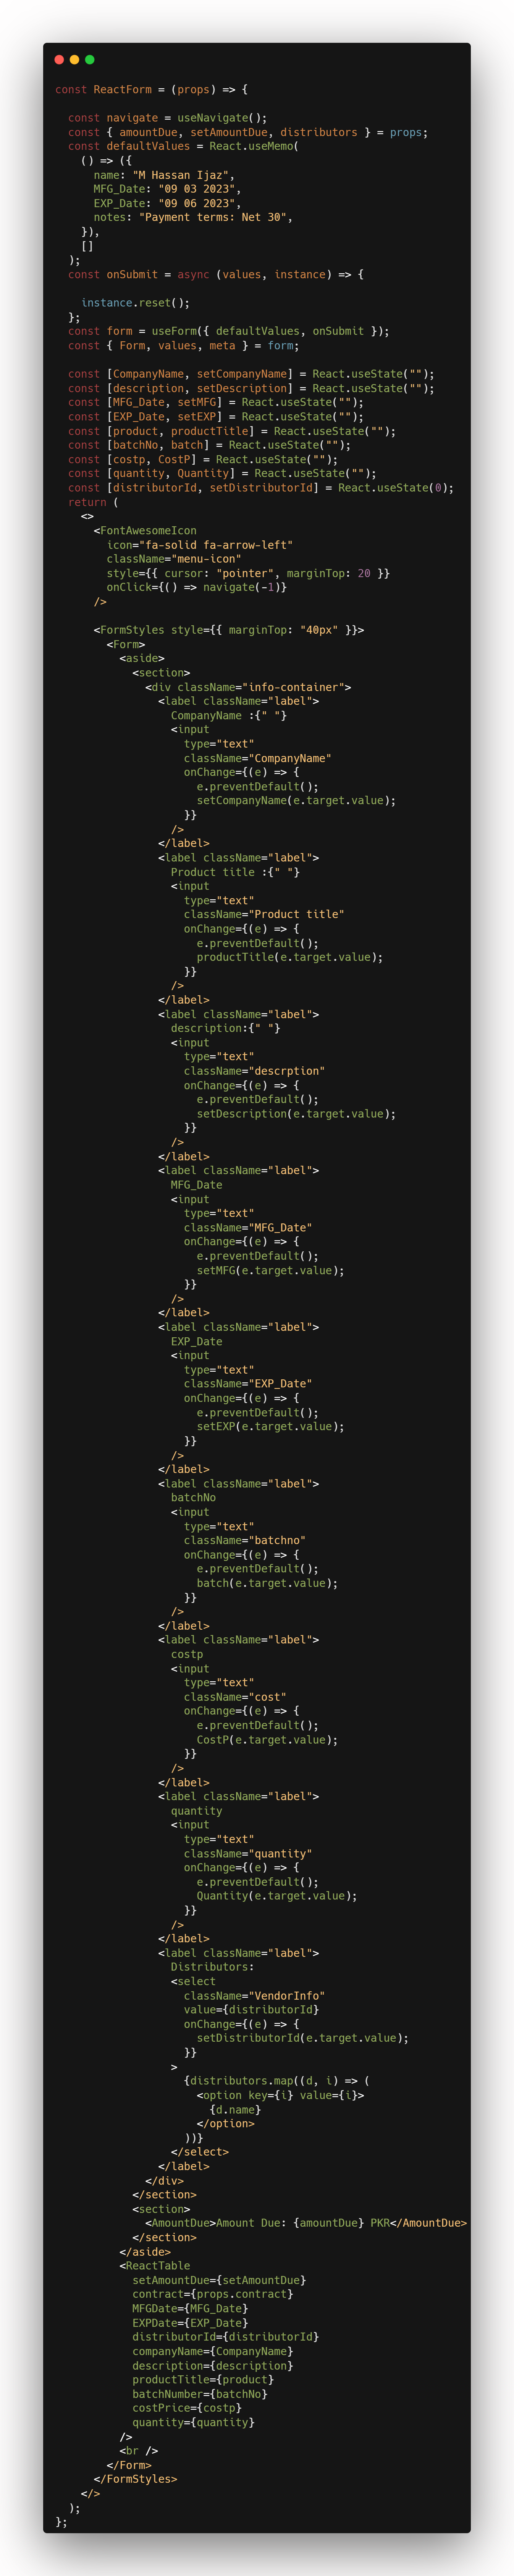 const ReactForm = (props) => {
  const navigate = useNavigate();
  const { amountDue, setAmountDue, distributors } = props;
  const defaultValues = React.useMemo(
    () => ({
      name: "M Hassan Ijaz",
      MFG_Date: "09 03 2023",
      EXP_Date: "09 06 2023",
      notes: "Payment terms: Net 30",
    }),
    []
  );
  const onSubmit = async (values, instance) => {
    instance.reset();
  };
  const form = useForm({ defaultValues, onSubmit });
  const { Form, values, meta } = form;
  const [CompanyName, setCompanyName] = React.useState("");
  const [description, setDescription] = React.useState("");
  const [MFG_Date, setMFG] = React.useState("");
  const [EXP_Date, setEXP] = React.useState("");
  const [product, productTitle] = React.useState("");
  const [batchNo, batch] = React.useState("");
  const [costp, CostP] = React.useState("");
  const [quantity, Quantity] = React.useState("");
  const [distributorId, setDistributorId] = React.useState(0);
  return (
    <>
      <FontAwesomeIcon
        icon="fa-solid fa-arrow-left"
        className="menu-icon"
        style={{ cursor: "pointer", marginTop: 20 }}
        onClick={() => navigate(-1)}
      />
      <FormStyles style={{ marginTop: "40px" }}>
        <Form>
          <aside>
            <section>
              <div className="info-container">
                <label className="label">
                  CompanyName :{" "}
                  <input
                    type="text"
                    className="CompanyName"
                    onChange={(e) => {
                      e.preventDefault();
                      setCompanyName(e.target.value);
                    }}
                  />
                </label>
                <label className="label">
                  Product title :{" "}
                  <input
                    type="text"
                    className="Product title"
                    onChange={(e) => {
                      e.preventDefault();
                      productTitle(e.target.value);
                    }}
                  />
                </label>
                <label className="label">
                  description:{" "}
                  <input
                    type="text"
                    className="descrption"
                    onChange={(e) => {
                      e.preventDefault();
                      setDescription(e.target.value);
                    }}
                  />
                </label>
                <label className="label">
                  MFG_Date
                  <input
                    type="text"
                    className="MFG_Date"
                    onChange={(e) => {
                      e.preventDefault();
                      setMFG(e.target.value);
                    }}
                  />
                </label>
                <label className="label">
                  EXP_Date
                  <input
                    type="text"
                    className="EXP_Date"
                    onChange={(e) => {
                      e.preventDefault();
                      setEXP(e.target.value);
                    }}
                  />
                </label>
                <label className="label">
                  batchNo
                  <input
                    type="text"
                    className="batchno"
                    onChange={(e) => {
                      e.preventDefault();
                      batch(e.target.value);
                    }}
                  />
                </label>
                <label className="label">
                  costp
                  <input
                    type="text"
                    className="cost"
                    onChange={(e) => {
                      e.preventDefault();
                      CostP(e.target.value);
                    }}
                  />
                </label>
                <label className="label">
                  quantity
                  <input
                    type="text"
                    className="quantity"
                    onChange={(e) => {
                      e.preventDefault();
                      Quantity(e.target.value);
                    }}
                  />
                </label>
                <label className="label">
                  Distributors:
                  <select
                    className="VendorInfo"
                    value={distributorId}
                    onChange={(e) => {
                      setDistributorId(e.target.value);
                    }}
                  >
                    {distributors.map((d, i) => (
                      <option key={i} value={i}>
                        {d.name}
                      </option>
                    ))}
                  </select>
                </label>
              </div>
            </section>
            <section>
              <AmountDue>Amount Due: {amountDue} PKR</AmountDue>
            </section>
          </aside>
          <ReactTable
            setAmountDue={setAmountDue}
            contract={props.contract}
            MFGDate={MFG_Date}
            EXPDate={EXP_Date}
            distributorId={distributorId}
            companyName={CompanyName}
            description={description}
            productTitle={product}
            batchNumber={batchNo}
            costPrice={costp}
            quantity={quantity}
          />
          <br />
        </Form>
      </FormStyles>
    </>
  );
};